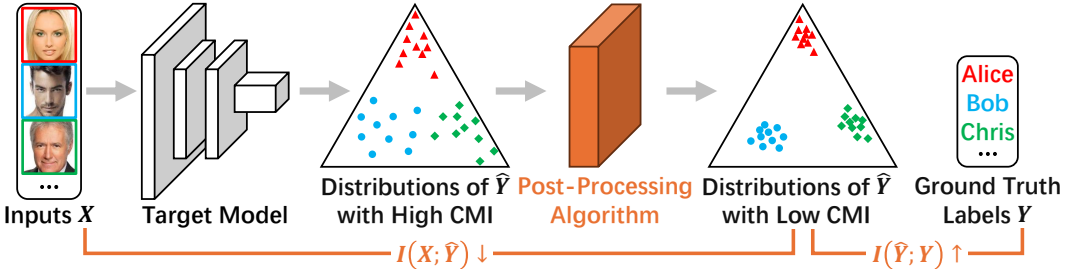 Alice
Bob
Chris
...
...
Inputs X
Target Model
Distributions of Ŷ
with High CMI
Post-Processing
Algorithm
Distributions of Ŷ
with Low CMI
Ground Truth
Labels Y
I(X; Ŷ) ↓
I(Ŷ; Y) ↑